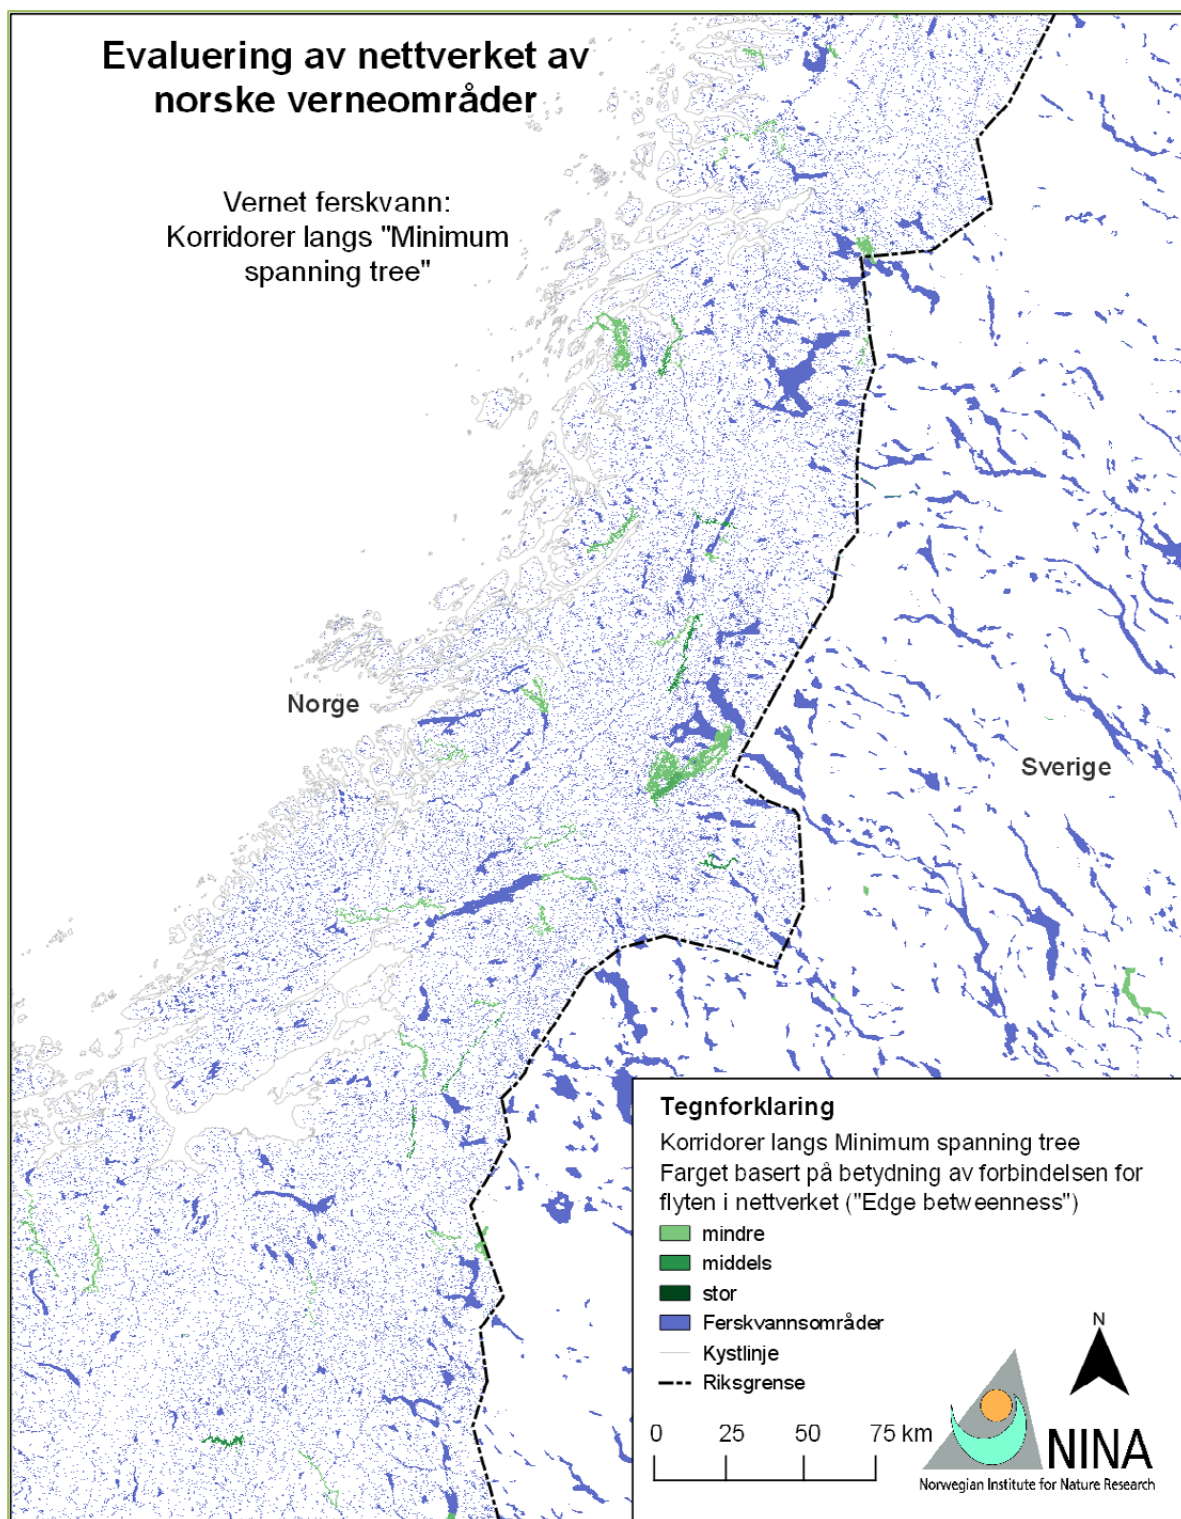 Evaluering av nettverket av
norske verneområder
Vernet ferskvann:
Korridorer langs "Minimum
spanning tree"
Norge
Sverige
Tegnforklaring
Korridorer langs Minimum spanning tree
Farget basert på betydning av forbindelsen for
flyten i nettverket ("Edge betweenness")
mindre
middels
stor
Ferskvannsområder
Kystlinje
Riksgrense
0 25 50 75 km
N
NINA
Norwegian Institute for Nature Research